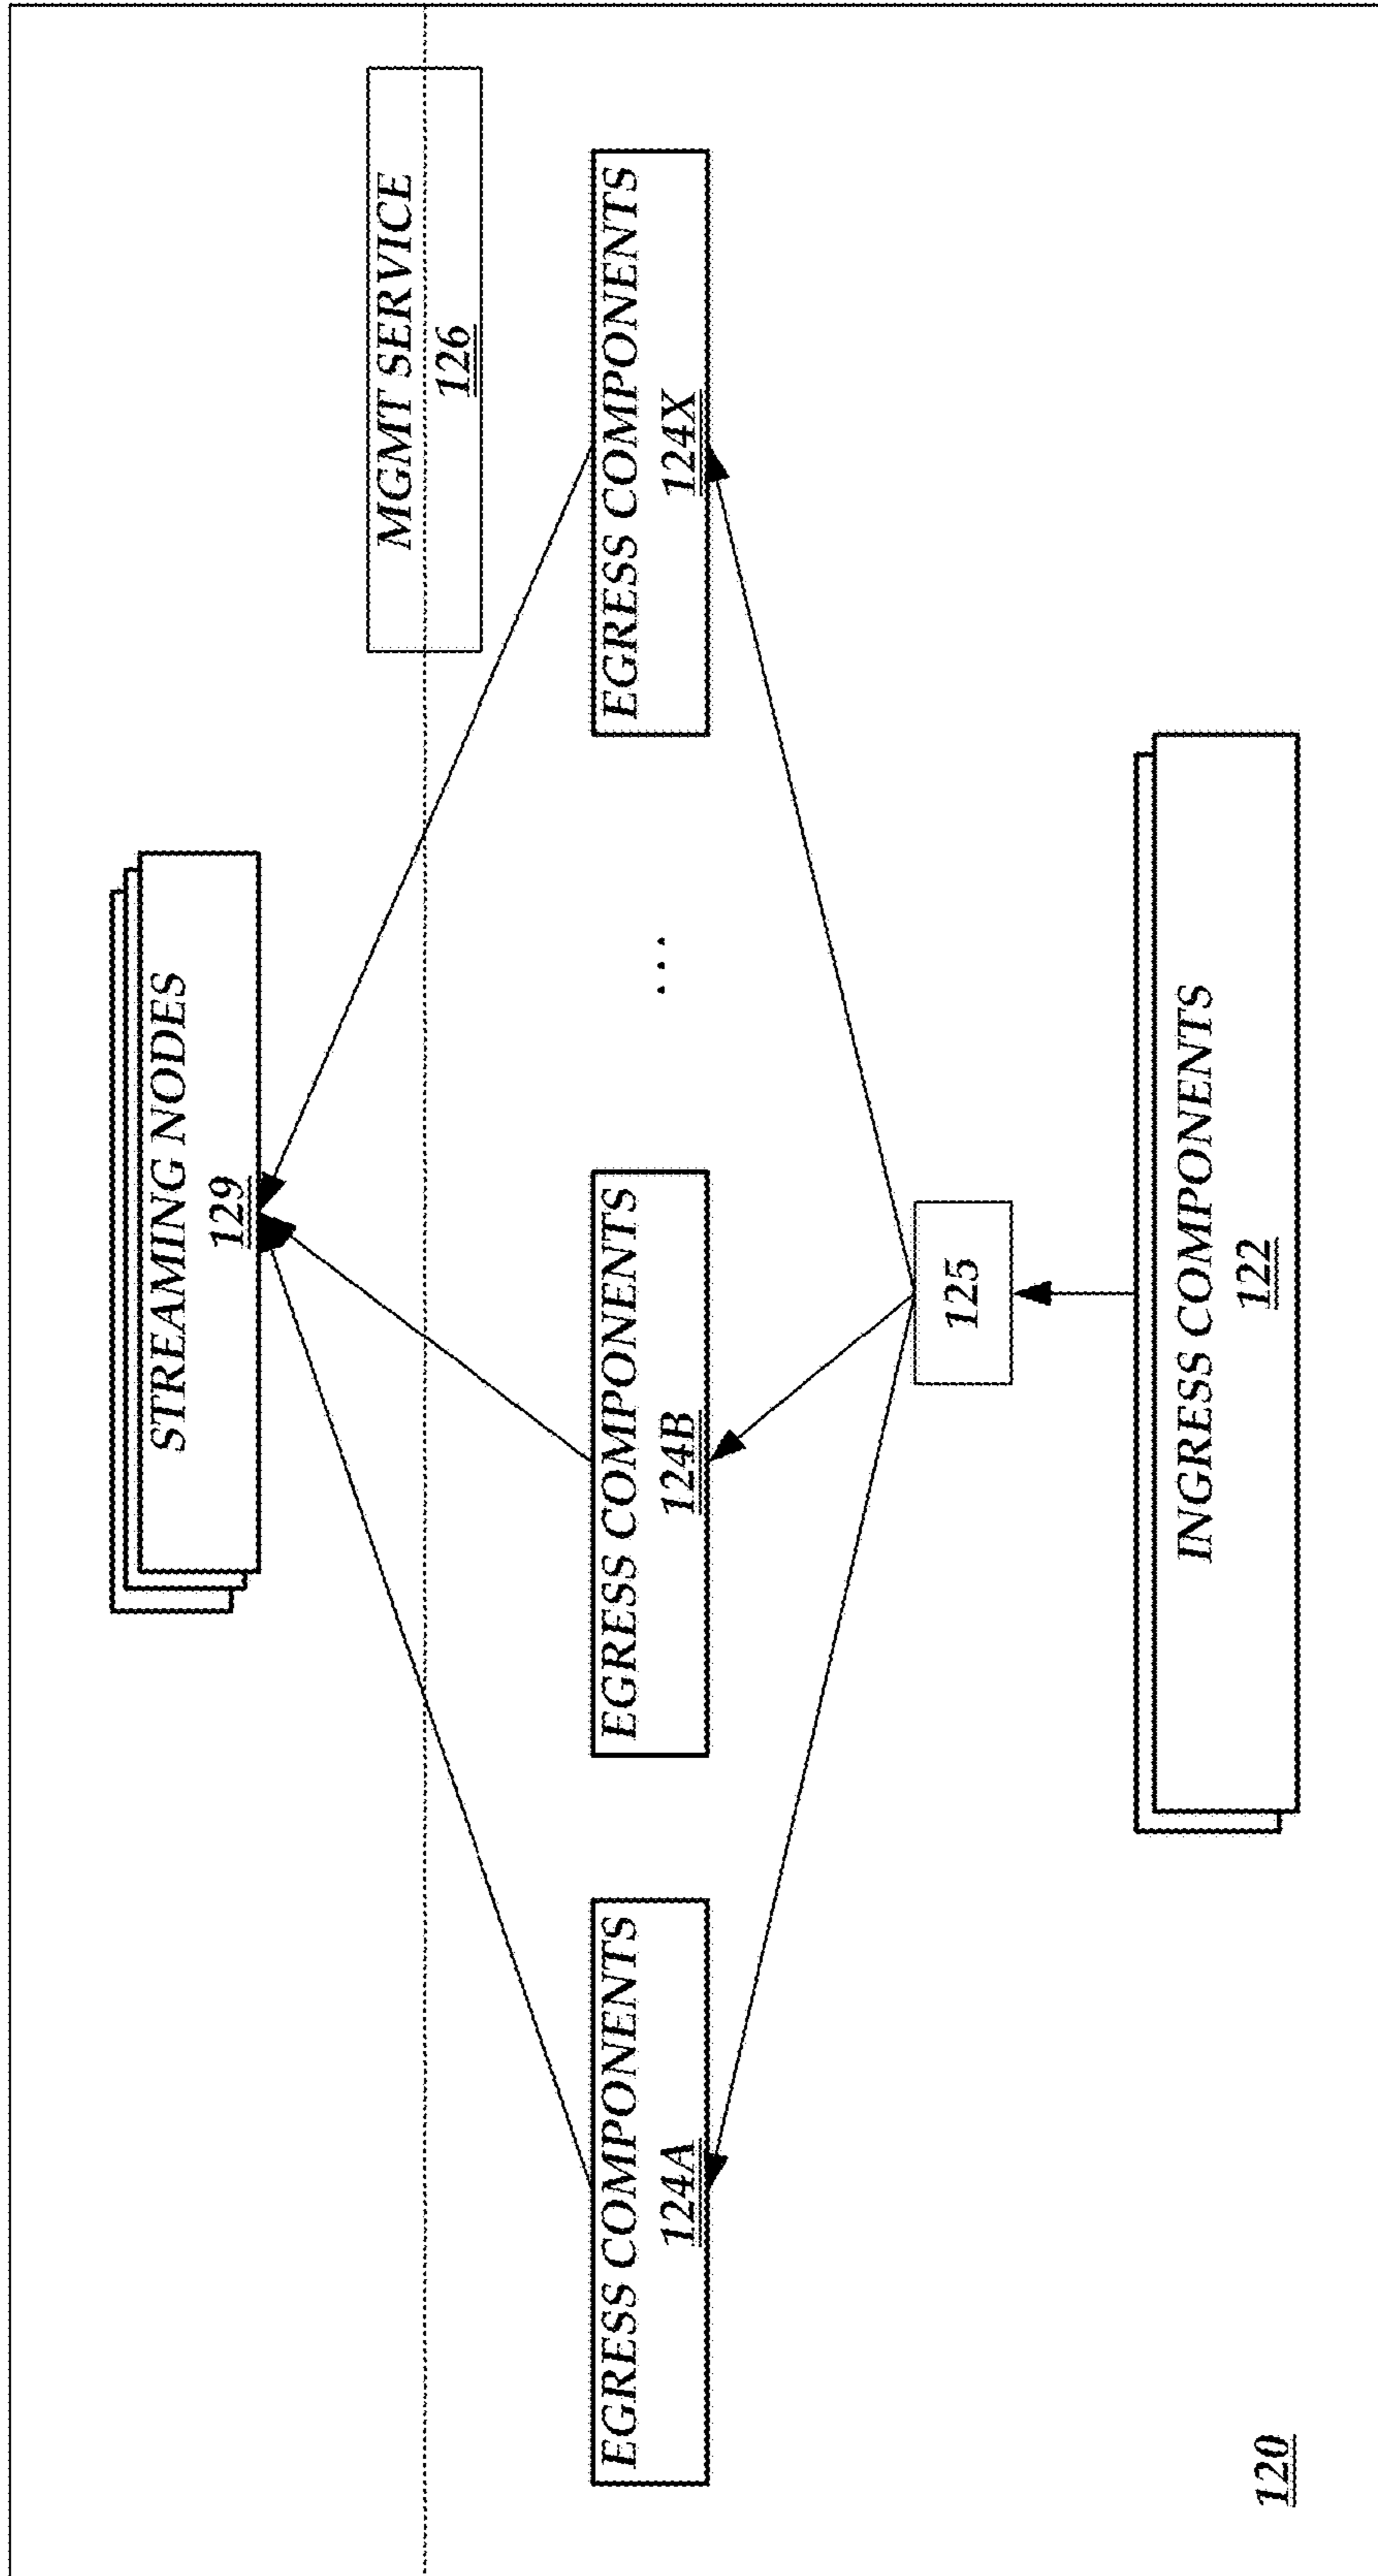 STREAMING NODES
129
MGMT SERVICE
126
EGRESS COMPONENTS
124A
EGRESS COMPONENTS
124B
...
EGRESS COMPONENTS
124X
125
INGRESS COMPONENTS
122
120